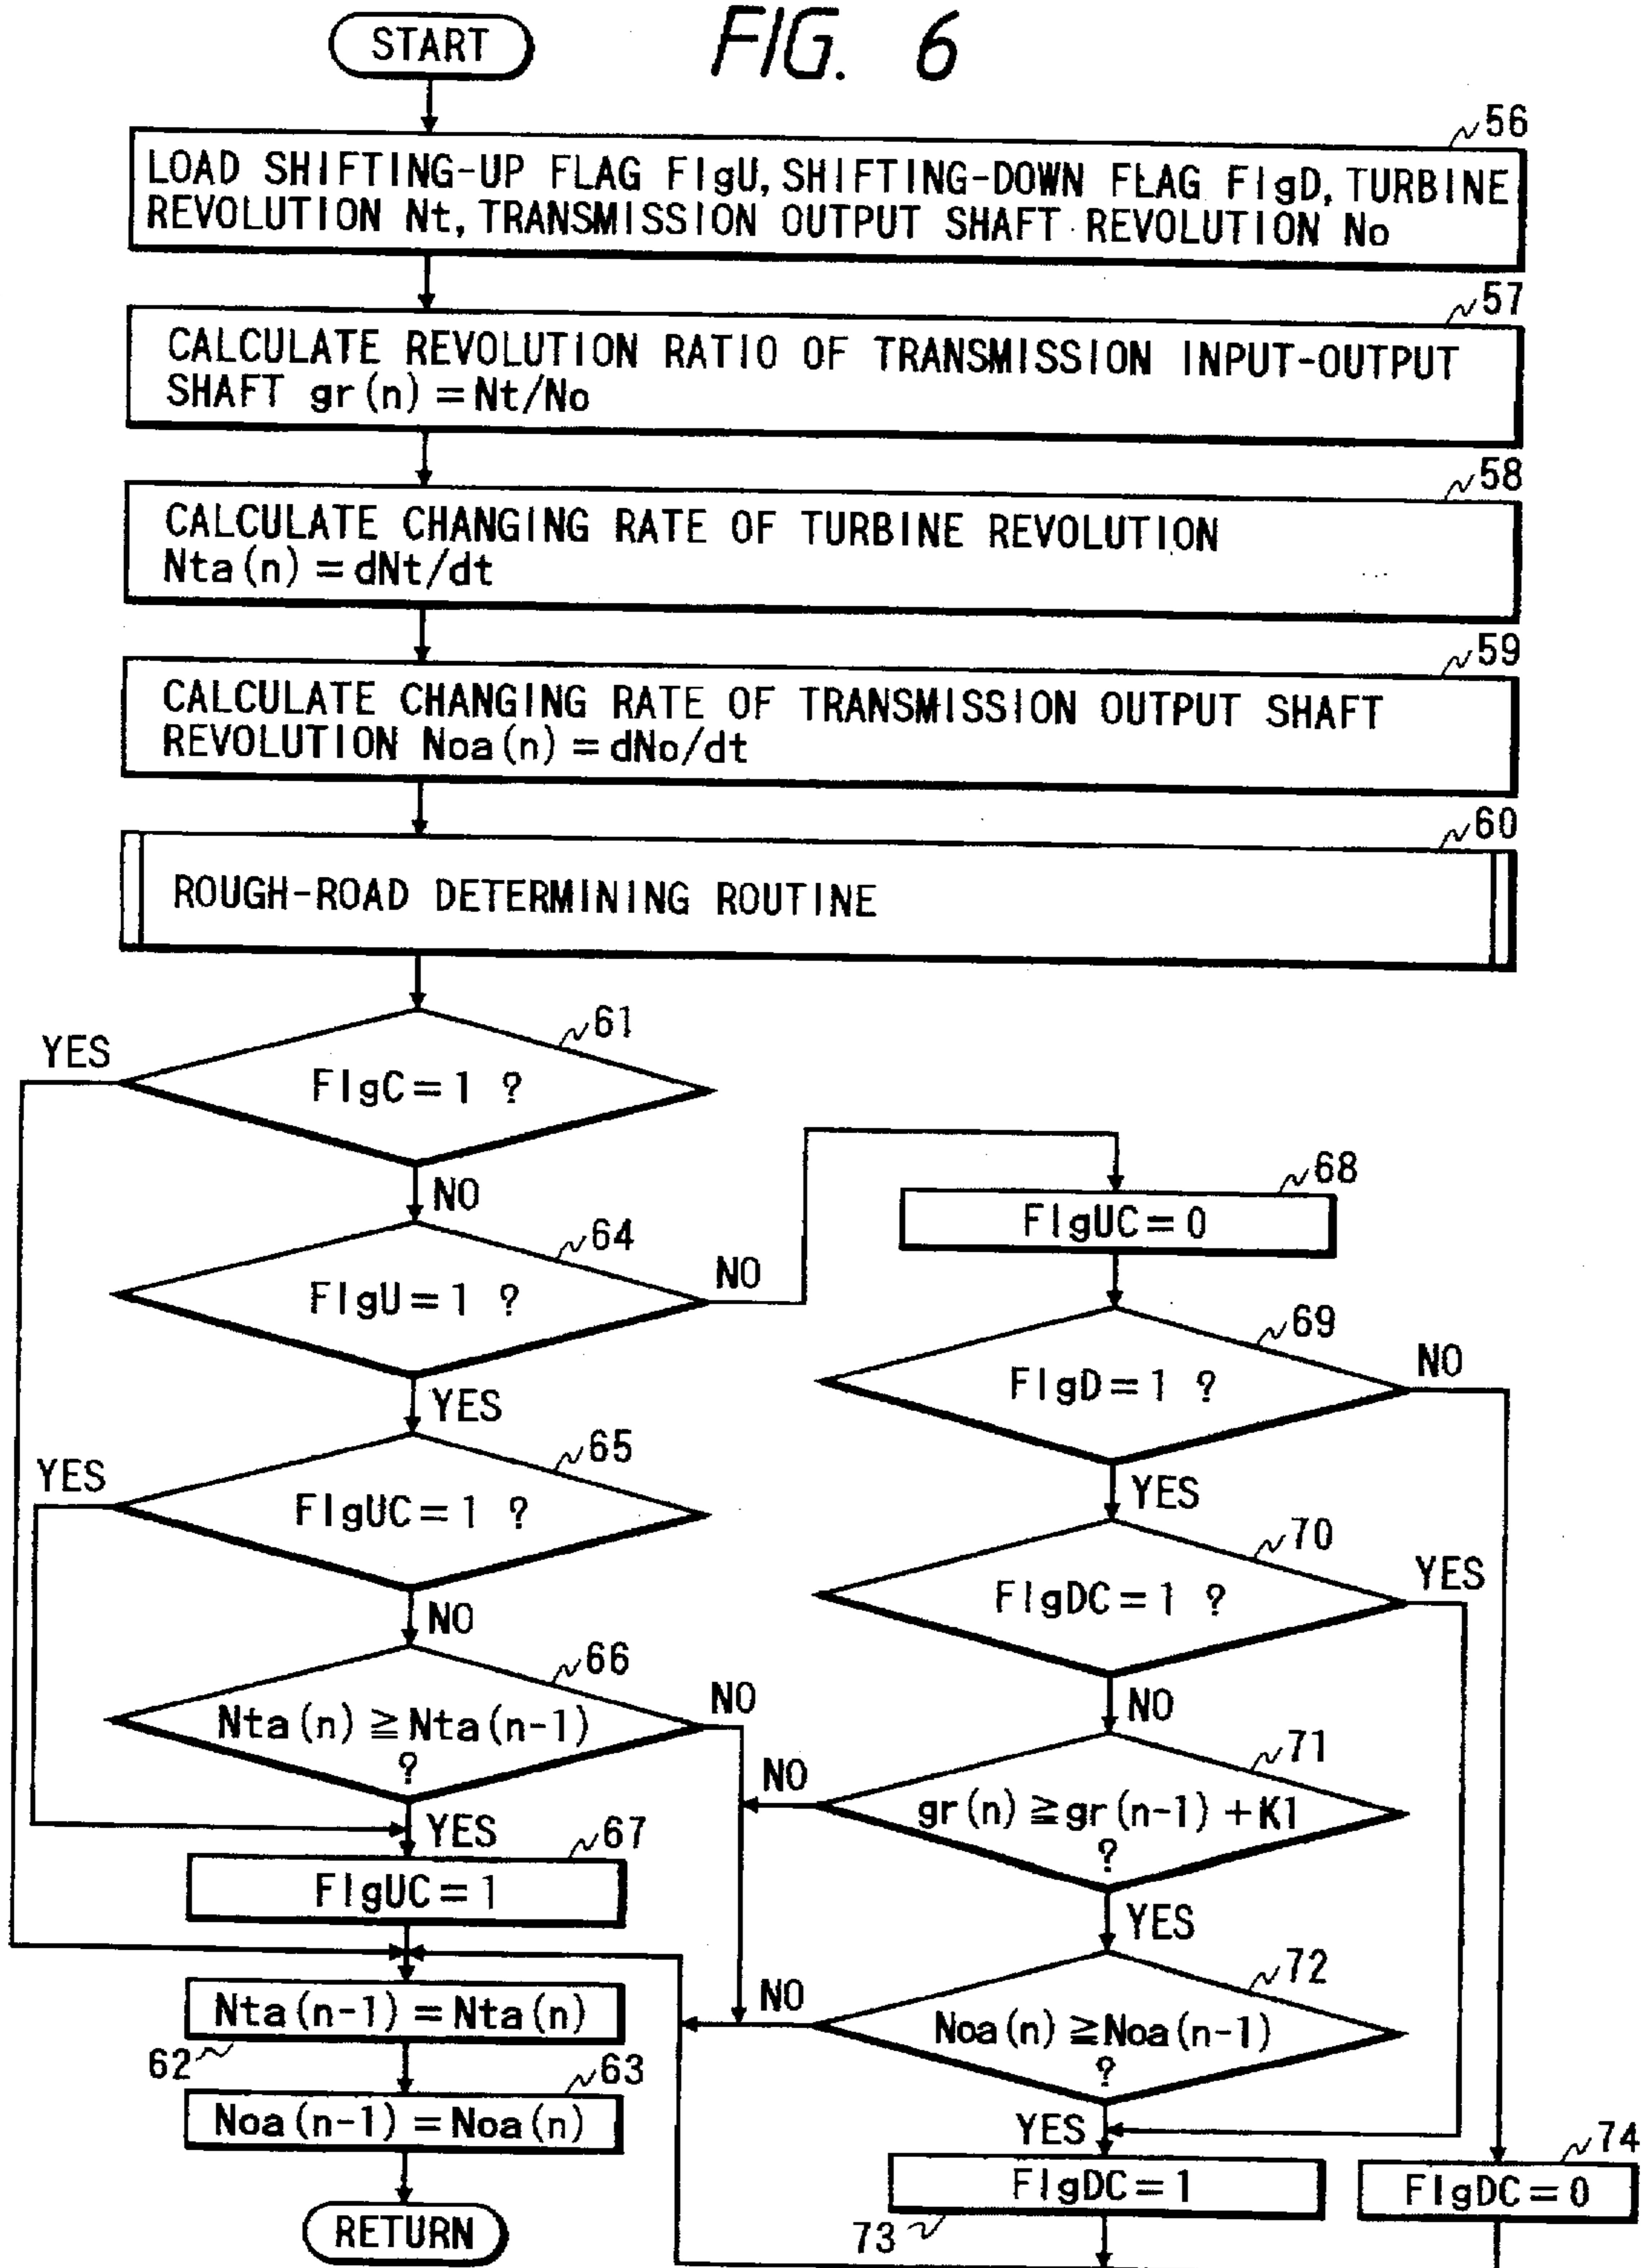 FIG. 6
START
56
LOAD SHIFTING-UP FLAG FlgU, SHIFTING-DOWN FLAG FlgD, TURBINE
REVOLUTION Nt, TRANSMISSION OUTPUT SHAFT REVOLUTION No
57
CALCULATE REVOLUTION RATIO OF TRANSMISSION INPUT-OUTPUT
SHAFT gr(n) = Nt/No
58
CALCULATE CHANGING RATE OF TURBINE REVOLUTION
Nta(n) = dNt/dt
59
CALCULATE CHANGING RATE OF TRANSMISSION OUTPUT SHAFT
REVOLUTION Noa(n) = dNo/dt
60
ROUGH-ROAD DETERMINING ROUTINE
61
YES
FlgC = 1 ?
NO
64
FlgU = 1 ?
NO
YES
65
YES
FlgUC = 1 ?
NO
66
Nta(n) ≧ Nta(n-1)
?
NO
YES
67
FlgUC = 1
Nta(n-1) = Nta(n)
62
63
Noa(n-1) = Noa(n)
RETURN
68
FlgUC = 0
69
FlgD = 1 ?
NO
YES
70
FlgDC = 1 ?
YES
NO
71
NO
gr(n) ≧ gr(n-1) + K1
?
YES
72
NO
Noa(n) ≧ Noa(n-1)
?
YES
FlgDC = 1
73
74
FlgDC = 0